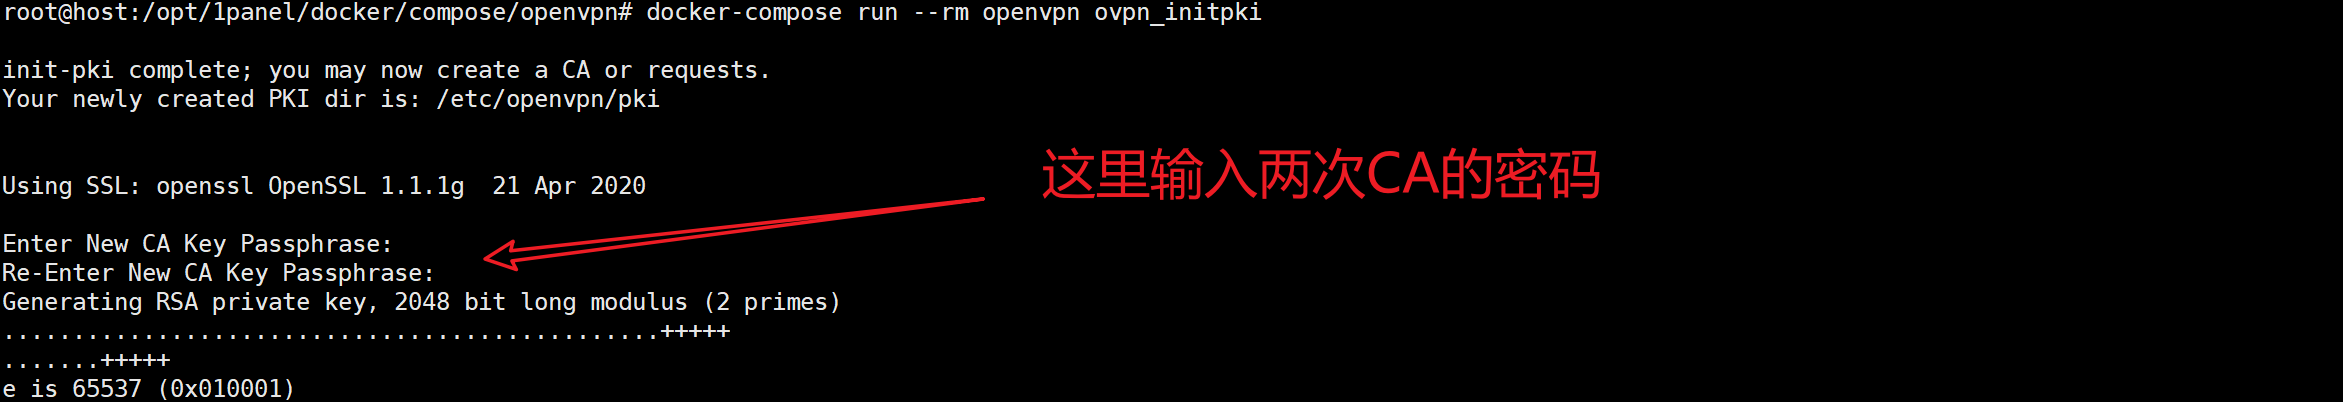 root@host:/opt/1panel/docker/compose/openvpn# docker-compose run --rm openvpn ovpn_initpki
init-pki complete; you may now create a CA or requests.
Your newly created PKI dir is: /etc/openvpn/pki
这里输入两次CA的密码
Using SSL: openssl OpenSSL 1.1.1g  21 Apr 2020
Enter New CA Key Passphrase:
Re-Enter New CA Key Passphrase:
Generating RSA private key, 2048 bit long modulus (2 primes)
...............................................+++++
.......+++++
e is 65537 (0x010001)